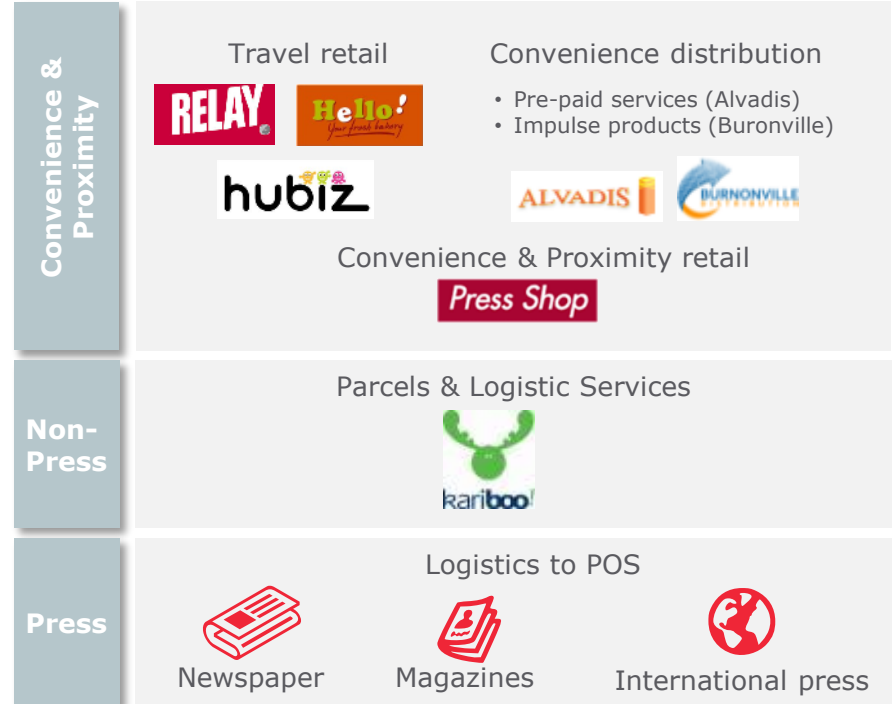 Convenience &
Proximity
Travel retail
RELAY
Hello!
Your fresh bakery
hubiz
Convenience distribution
• Pre-paid services (Alvadis)
• Impulse products (Buronville)
ALVADIS
BURNONVILLE
DISTRIBUTION
Convenience & Proximity retail
Press Shop
Non-
Press
Parcels & Logistic Services
kariboo!
Press
Logistics to POS
Newspaper
Magazines
International press